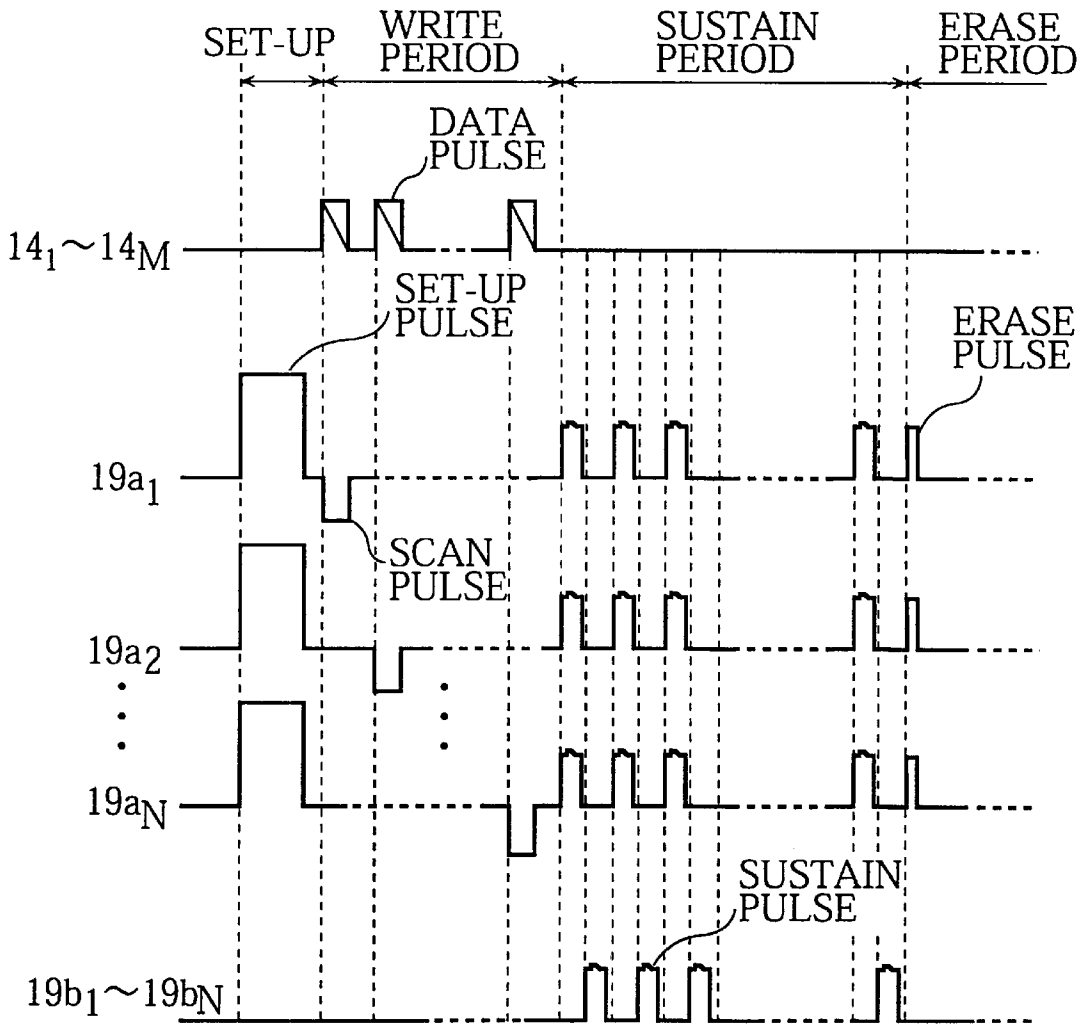 SET-UP
WRITE
PERIOD
SUSTAIN
PERIOD
ERASE
PERIOD
DATA
PULSE
14₁～14M
SET-UP
PULSE
ERASE
PULSE
19a₁
SCAN
PULSE
19a₂
19aN
SUSTAIN
PULSE
19b₁～19bN